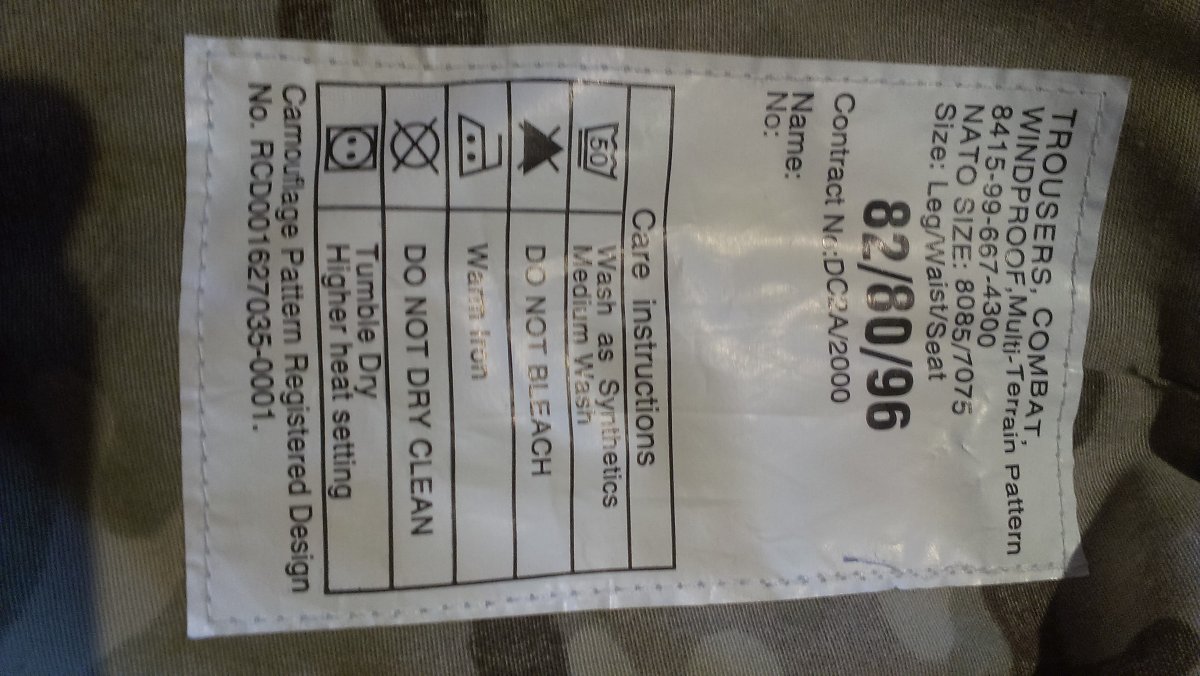 TROUSERS, COMBAT,
WINDPROOF,Multi-Terrain Pattern
8415-99-667-4300
NATO SIZE: 8085/7075
Size: Leg/Waist/Seat
82/80/96
Contract No:DC2A/2000
Name:
No:
Care instructions
50 Wash as Synthetics
Medium Wash
DO NOT BLEACH
Warm Iron
DO NOT DRY CLEAN
Tumble Dry
Higher heat setting
Camouflage Pattern Registered Design
No. RCD001627035-0001.